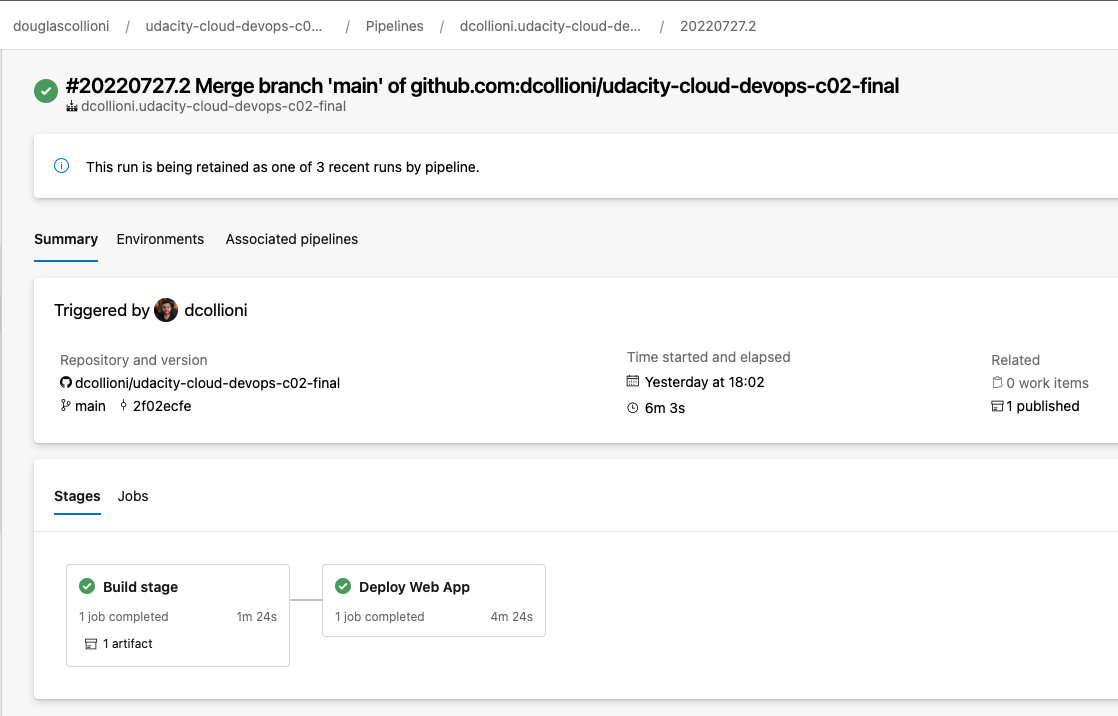 douglascollioni / udacity-cloud-devops-c0... / Pipelines / dcollioni.udacity-cloud-de... / 20220727.2
#20220727.2 Merge branch 'main' of github.com:dcollioni/udacity-cloud-devops-c02-final
dcollioni.udacity-cloud-devops-c02-final
This run is being retained as one of 3 recent runs by pipeline.
Summary Environments Associated pipelines
Triggered by dcollioni
Repository and version
dcollioni/udacity-cloud-devops-c02-final
main 2f02ecfe
Time started and elapsed
Yesterday at 18:02
6m 3s
Related
0 work items
1 published
Stages Jobs
Build stage
1 job completed 1m 24s
1 artifact
Deploy Web App
1 job completed 4m 24s